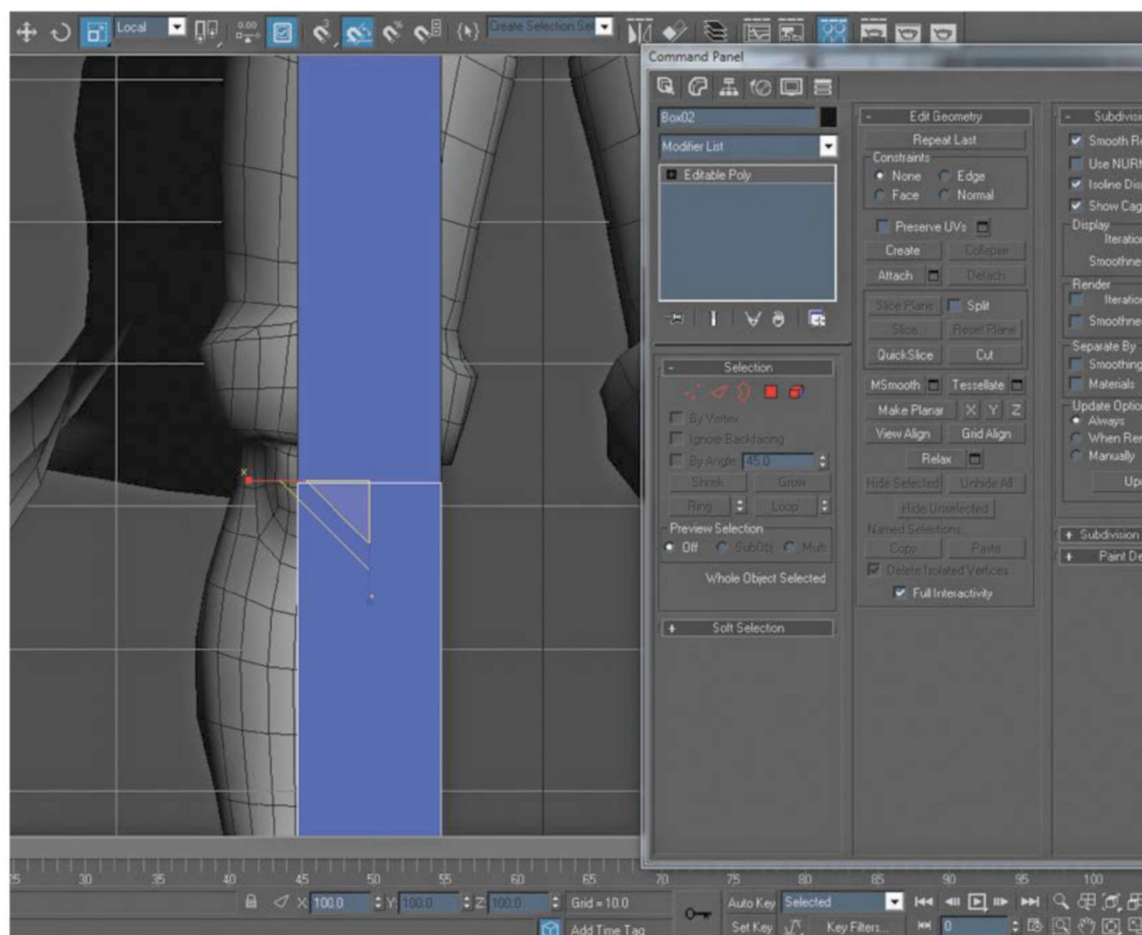 Local
0.00
Create Selection Se
Command Panel
Box02
Modifier List
Editable Poly
- Selection
By Vertex
Ignore Backfacing
By Angle: 45.0
Shrink Grow
Ring Loop
Preview Selection
Off SubObj Multi
Whole Object Selected
+ Soft Selection
- Edit Geometry
Repeat Last
Constraints
None Edge
Face Normal
Preserve UVs
Create Collapse
Attach Detach
Slice Plane Split
Slice Reset Plane
QuickSlice Cut
MSmooth Tessellate
Make Planar X Y Z
View Align Grid Align
Relax
Hide Selected Unhide All
Hide Unselected
Named Selections:
Copy Paste
Delete Isolated Vertices
Full Interactivity
- Subdivisi
Smooth Re
Use NURM
Isoline Dis
Show Cag
Display
Iteration
Smoothne
Render
Iteration
Smoothne
Separate By
Smoothing
Materials
Update Option
Always
When Ren
Manually
Upd
+ Subdivision
+ Paint De
x
25 30 35 40 45 50 55 60 65 70 75 80 85 90 95 100
X: 100.0 Y: 100.0 Z: 100.0 Grid = 10.0
Auto Key Selected
Add Time Tag
Set Key Key Filters... 0